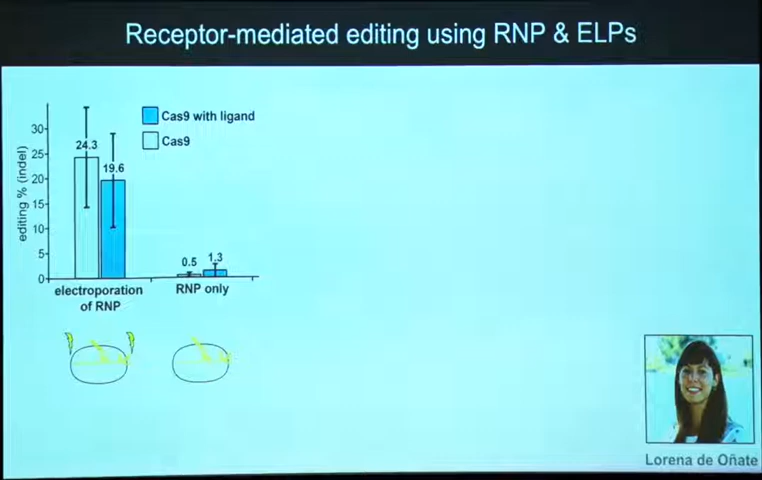 Receptor-mediated editing using RNP & ELPs
Cas9 with ligand
Cas9
editing % (indel)
30
25
20
15
10
5
0
24.3
19.6
0.5
1.3
electroporation
of RNP
RNP only
Lorena de Oñate